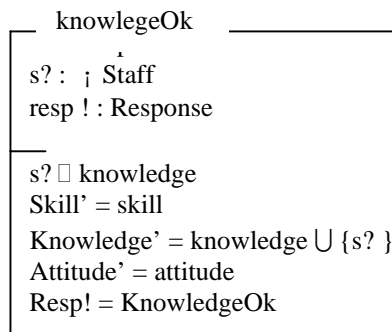 knowlegeOk
s? : ¡ Staff
resp ! : Response
s? □ knowledge
Skill’ = skill
Knowledge’ = knowledge ∪ {s? }
Attitude’ = attitude
Resp! = KnowledgeOk